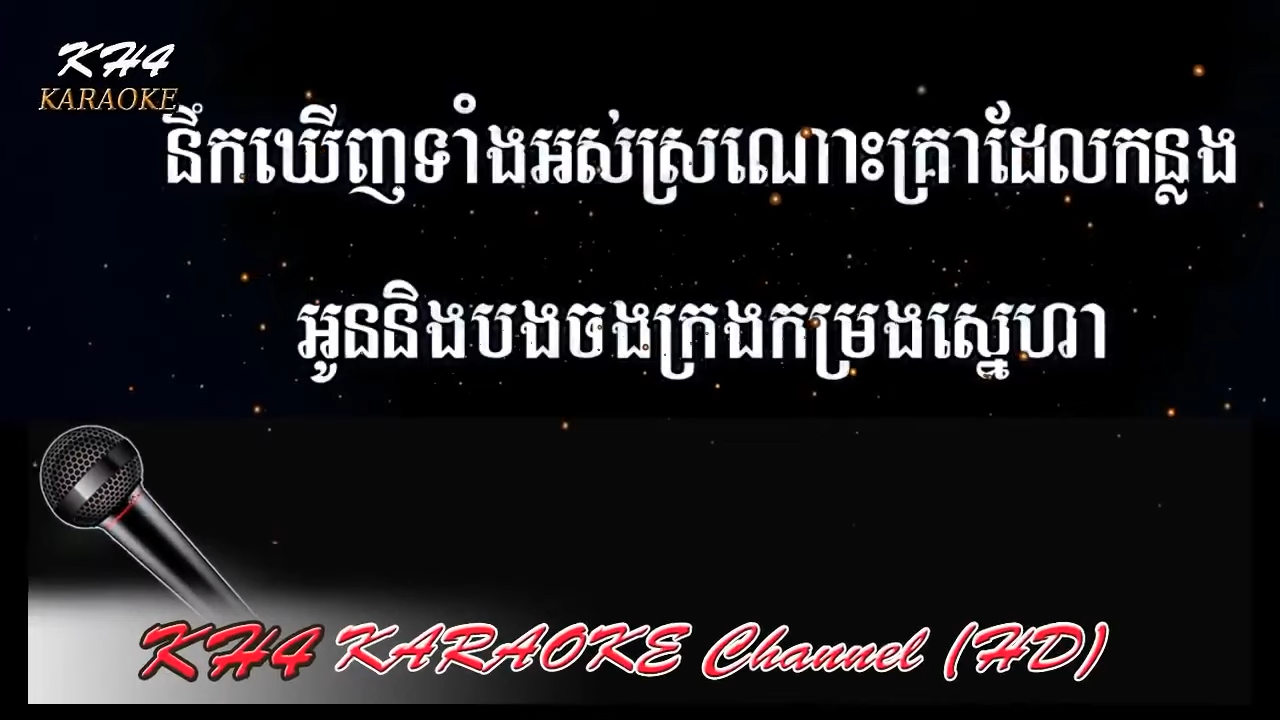 KH4
KARAOKE
នឹកឃើញទាំងអស់ស្រណោះគ្រាដែលកន្លង
អូននិងបងចងក្រងកម្រងស្នេហា
KH4 KARAOKE Channel (HD)